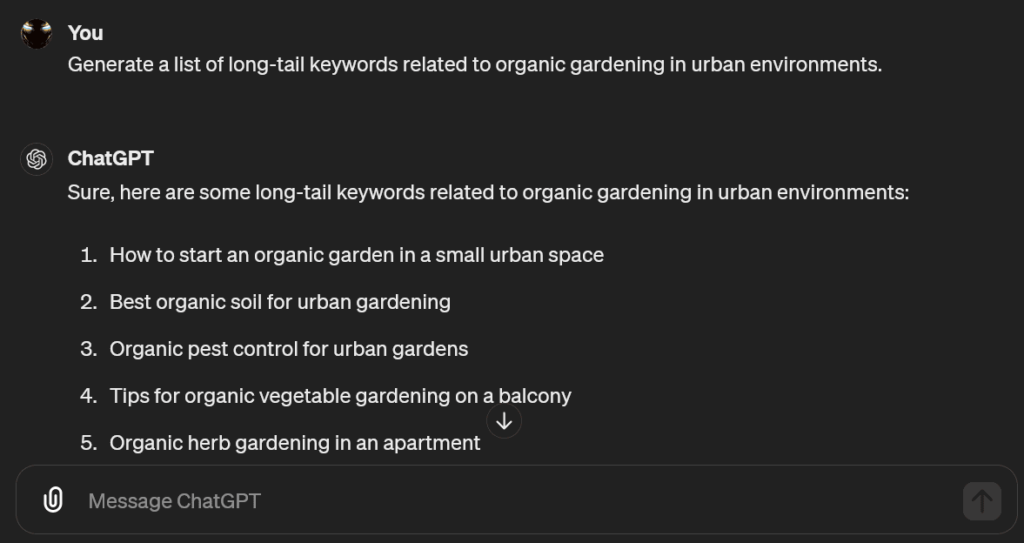 You
Generate a list of long-tail keywords related to organic gardening in urban environments.
ChatGPT
Sure, here are some long-tail keywords related to organic gardening in urban environments:
1. How to start an organic garden in a small urban space
2. Best organic soil for urban gardening
3. Organic pest control for urban gardens
4. Tips for organic vegetable gardening on a balcony
5. Organic herb gardening in an apartment
Message ChatGPT